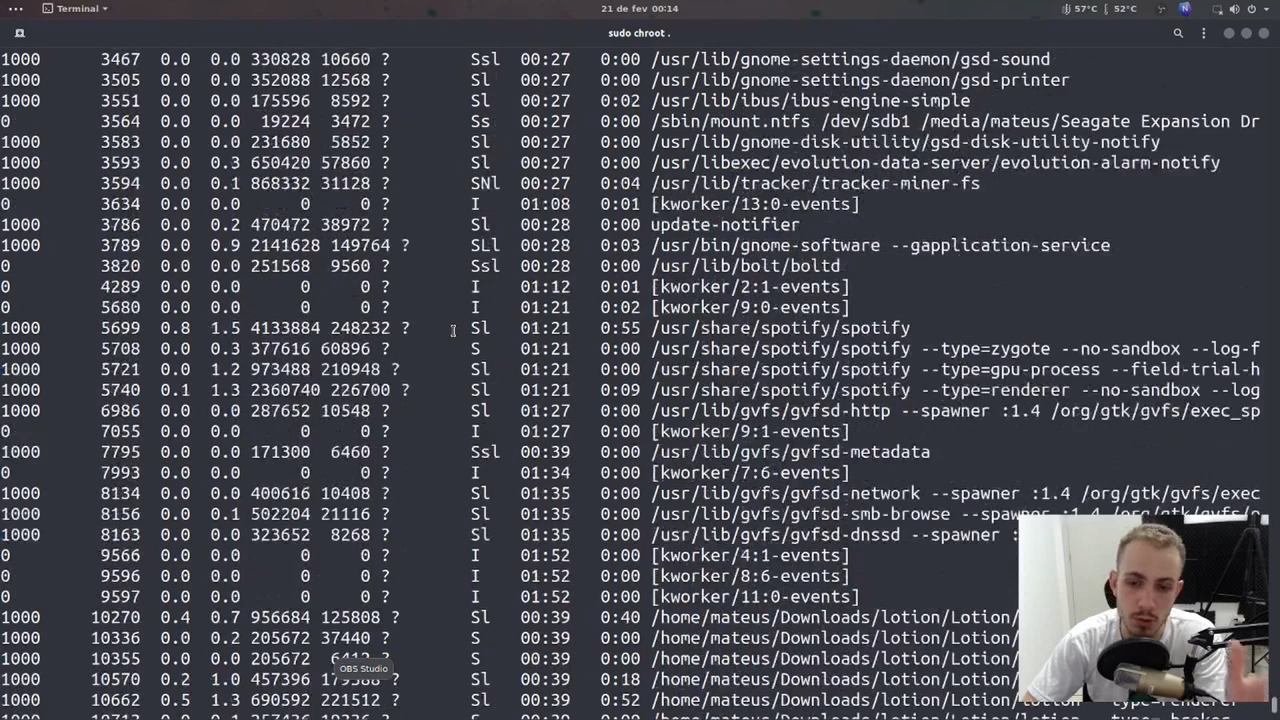 Terminal
21 de fev 00:14
57°C
52°C
N
sudo chroot .
1000 3467 0.0 0.0 330828 10660 ? Ssl 00:27 0:00 /usr/lib/gnome-settings-daemon/gsd-sound
1000 3505 0.0 0.0 352088 12568 ? Sl 00:27 0:00 /usr/lib/gnome-settings-daemon/gsd-printer
1000 3551 0.0 0.0 175596 8592 ? Sl 00:27 0:02 /usr/lib/ibus/ibus-engine-simple
0 3564 0.0 0.0 19224 3472 ? Ss 00:27 0:00 /sbin/mount.ntfs /dev/sdb1 /media/mateus/Seagate Expansion Dr
1000 3583 0.0 0.0 231680 5852 ? Sl 00:27 0:00 /usr/lib/gnome-disk-utility/gsd-disk-utility-notify
1000 3593 0.0 0.3 650420 57860 ? Sl 00:27 0:00 /usr/libexec/evolution-data-server/evolution-alarm-notify
1000 3594 0.0 0.1 868332 31128 ? SNl 00:27 0:04 /usr/lib/tracker/tracker-miner-fs
0 3634 0.0 0.0 0 0 ? I 01:08 0:01 [kworker/13:0-events]
1000 3786 0.0 0.2 470472 38972 ? Sl 00:28 0:00 update-notifier
1000 3789 0.0 0.9 2141628 149764 ? SLl 00:28 0:03 /usr/bin/gnome-software --gapplication-service
0 3820 0.0 0.0 251568 9560 ? Ssl 00:28 0:00 /usr/lib/bolt/boltd
0 4289 0.0 0.0 0 0 ? I 01:12 0:01 [kworker/2:1-events]
0 5680 0.0 0.0 0 0 ? I 01:21 0:02 [kworker/9:0-events]
1000 5699 0.8 1.5 4133884 248232 ? Sl 01:21 0:55 /usr/share/spotify/spotify
1000 5708 0.0 0.3 377616 60896 ? S 01:21 0:00 /usr/share/spotify/spotify --type=zygote --no-sandbox --log-f
1000 5721 0.0 1.2 973488 210948 ? Sl 01:21 0:00 /usr/share/spotify/spotify --type=gpu-process --field-trial-h
1000 5740 0.1 1.3 2360740 226700 ? Sl 01:21 0:09 /usr/share/spotify/spotify --type=renderer --no-sandbox --log
1000 6986 0.0 0.0 287652 10548 ? Sl 01:27 0:00 /usr/lib/gvfs/gvfsd-http --spawner :1.4 /org/gtk/gvfs/exec_sp
0 7055 0.0 0.0 0 0 ? I 01:27 0:00 [kworker/9:1-events]
1000 7795 0.0 0.0 171300 6460 ? Ssl 00:39 0:00 /usr/lib/gvfs/gvfsd-metadata
0 7993 0.0 0.0 0 0 ? I 01:34 0:00 [kworker/7:6-events]
1000 8134 0.0 0.0 400616 10408 ? Sl 01:35 0:00 /usr/lib/gvfs/gvfsd-network --spawner :1.4 /org/gtk/gvfs/exec
1000 8156 0.0 0.1 502204 21116 ? Sl 01:35 0:00 /usr/lib/gvfs/gvfsd-smb-browse --spawner :1.4 /org/gtk/gvfs/e
1000 8163 0.0 0.0 323652 8268 ? Sl 01:35 0:00 /usr/lib/gvfs/gvfsd-dnssd --spawner :
0 9566 0.0 0.0 0 0 ? I 01:52 0:00 [kworker/4:1-events]
0 9596 0.0 0.0 0 0 ? I 01:52 0:00 [kworker/8:6-events]
0 9597 0.0 0.0 0 0 ? I 01:52 0:00 [kworker/11:0-events]
1000 10270 0.4 0.7 956684 125808 ? Sl 00:39 0:40 /home/mateus/Downloads/lotion/Lotion/
1000 10336 0.0 0.2 205672 37440 ? S 00:39 0:00 /home/mateus/Downloads/lotion/Lotion/
1000 10355 0.0 0.0 205672 ? S 00:39 0:00 /home/mateus/Downloads/lotion/Lotion/
OBS Studio
1000 10570 0.2 1.0 457396 ? Sl 00:39 0:18 /home/mateus/Downloads/lotion/Lotion/
1000 10662 0.5 1.3 690592 221512 ? Sl 00:39 0:52 /home/mateus/Downloads/lotion/Lotion/